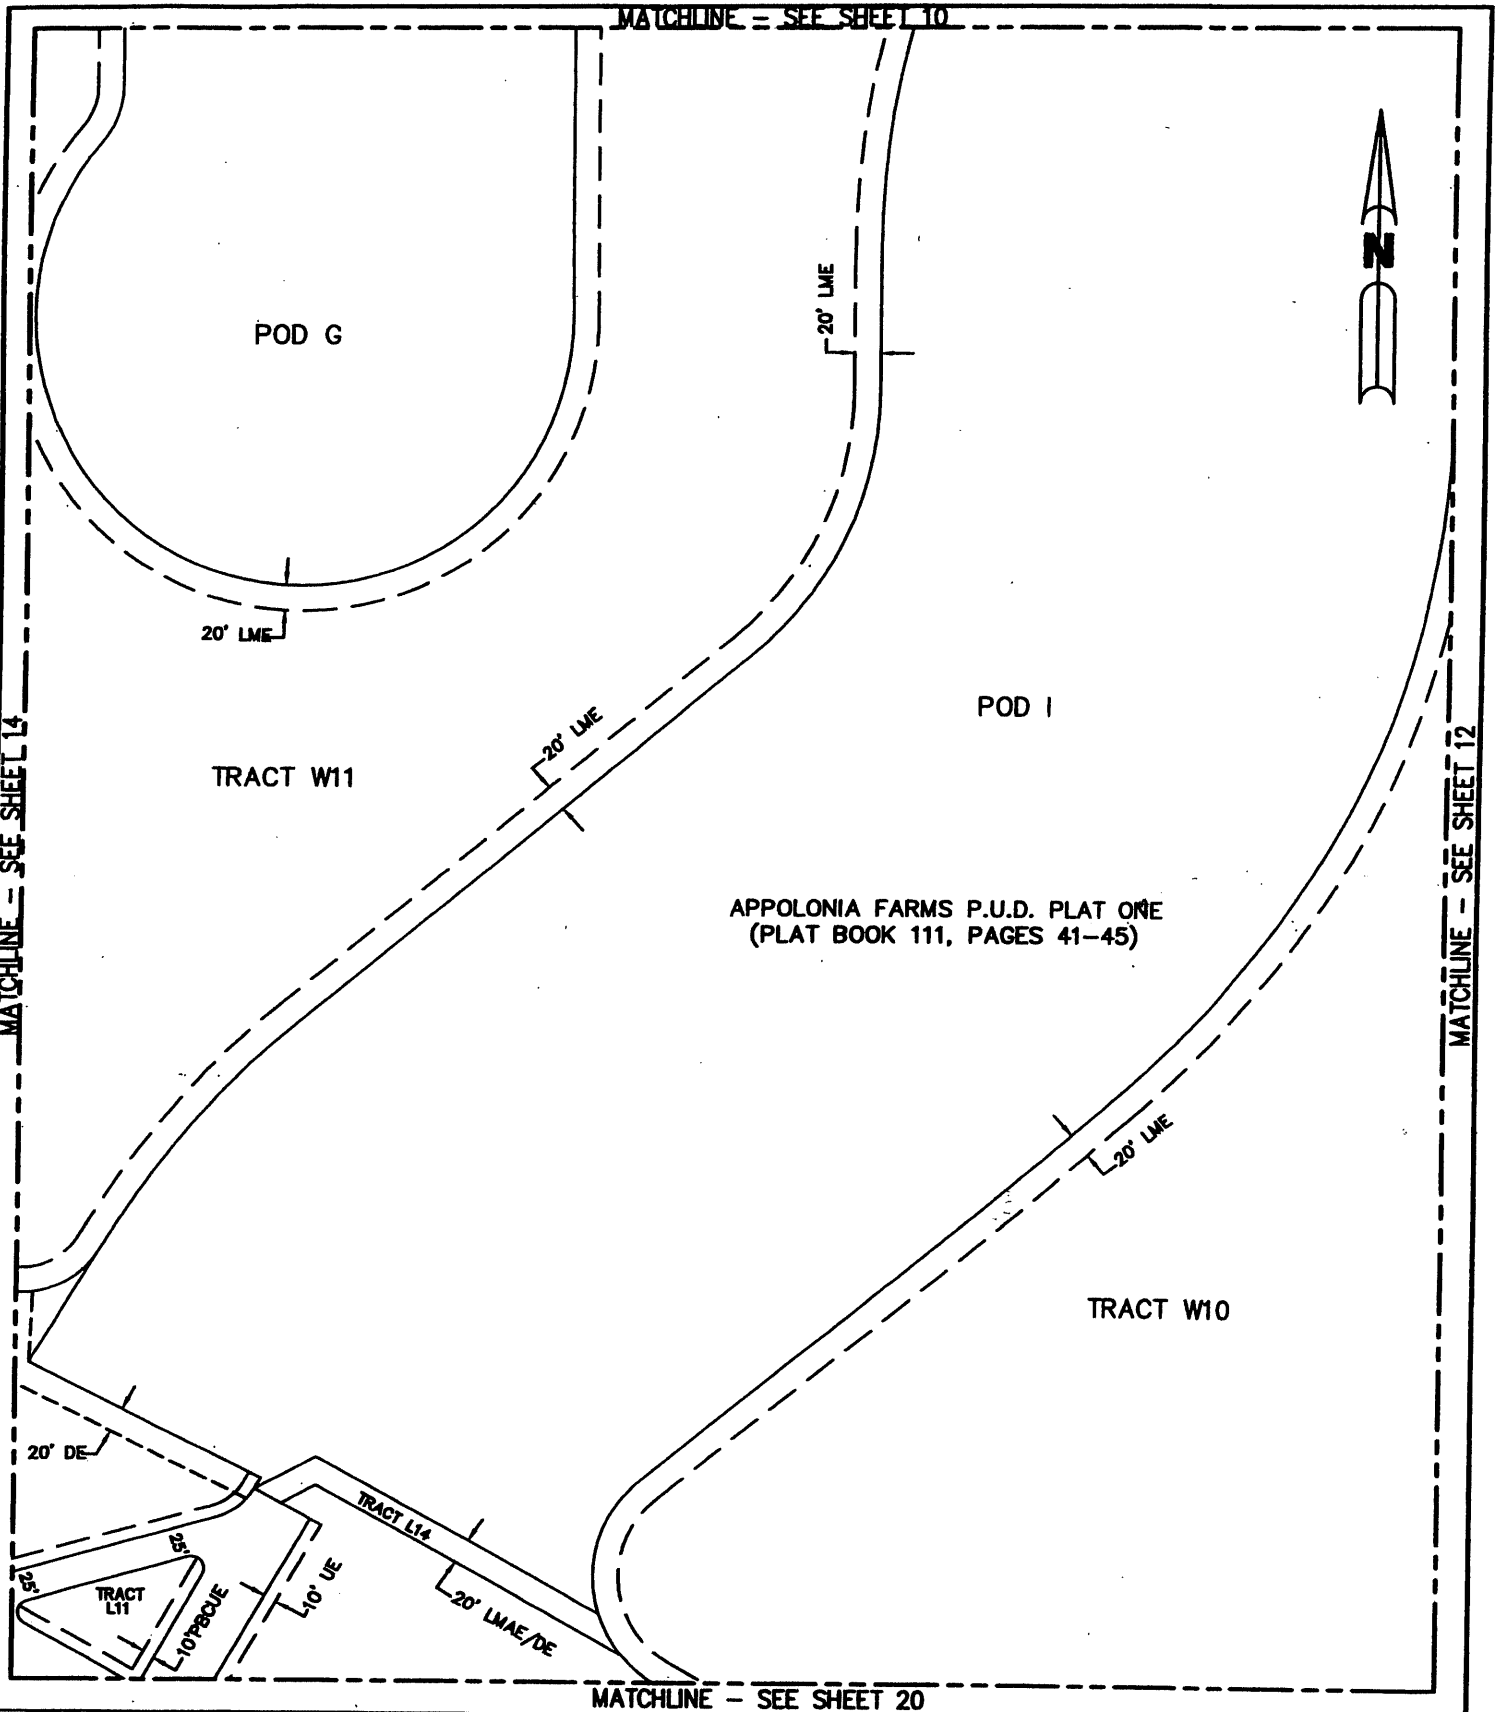 MATCHLINE - SEE SHEET 10
N
20' LME
POD G
20' LME
20' LME
POD I
MATCHLINE - SEE SHEET 14
TRACT W11
MATCHLINE - SEE SHEET 12
APPOLONIA FARMS P.U.D. PLAT ONE
(PLAT BOOK 111, PAGES 41-45)
20' LME
TRACT W10
20' DE
TRACT L14
25'
25'
TRACT
L11
10'PBCUE
10' UE
20' LMAE/DE
MATCHLINE - SEE SHEET 20